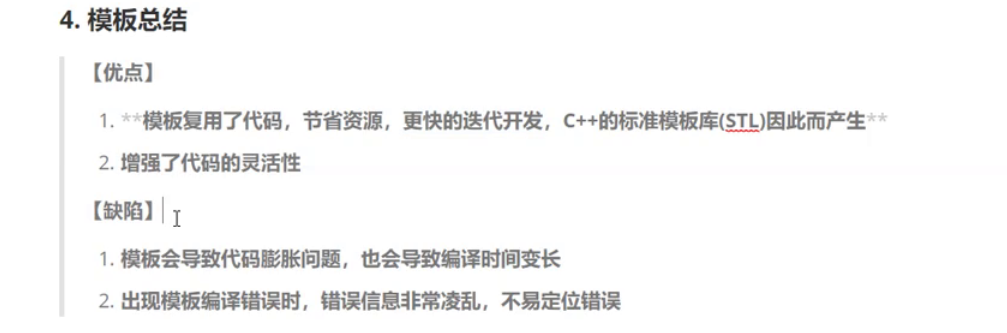 4. 模板总结
【优点】
1. **模板复用了代码，节省资源，更快的迭代开发，C++的标准模板库(STL)因此而产生**
2. 增强了代码的灵活性
【缺陷】
1. 模板会导致代码膨胀问题，也会导致编译时间变长
2. 出现模板编译错误时，错误信息非常凌乱，不易定位错误